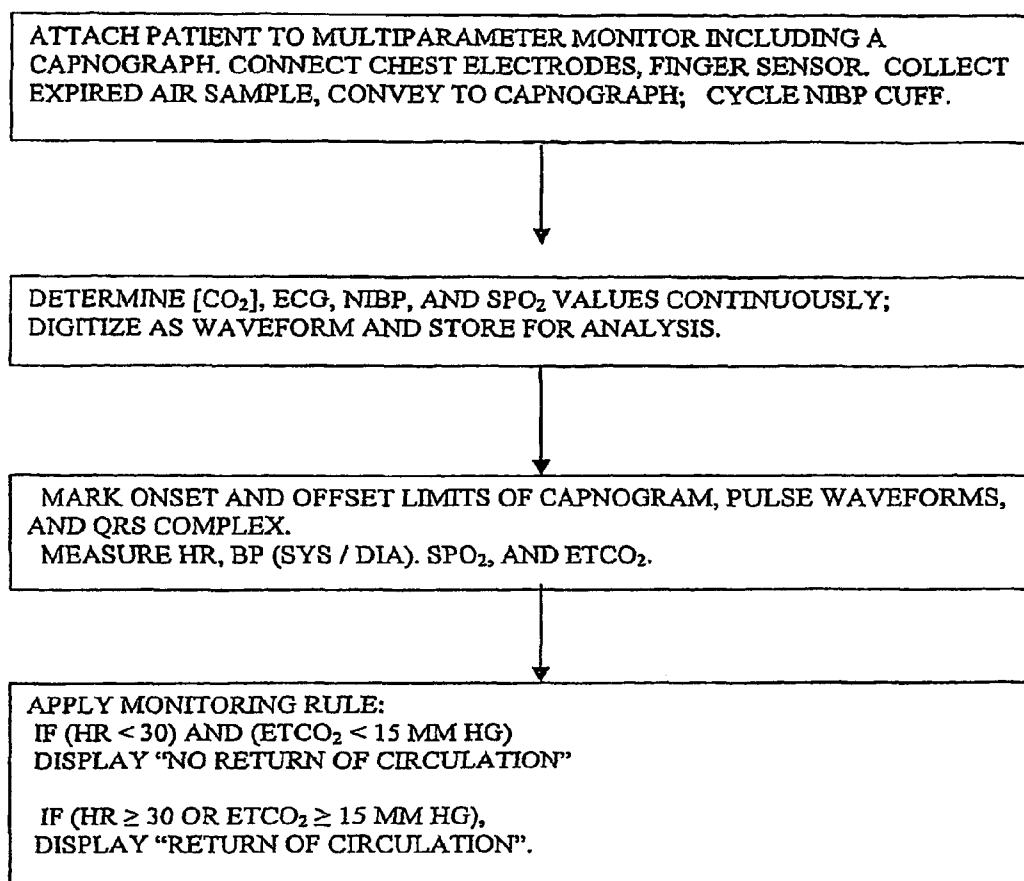 ATTACH PATIENT TO MULTIPARAMETER MONITOR INCLUDING A
CAPNOGRAPH. CONNECT CHEST ELECTRODES, FINGER SENSOR. COLLECT
EXPIRED AIR SAMPLE, CONVEY TO CAPNOGRAPH; CYCLE NIBP CUFF.
DETERMINE [CO₂], ECG, NIBP, AND SPO₂ VALUES CONTINUOUSLY;
DIGITIZE AS WAVEFORM AND STORE FOR ANALYSIS.
MARK ONSET AND OFFSET LIMITS OF CAPNOGRAM, PULSE WAVEFORMS,
AND QRS COMPLEX.
MEASURE HR, BP (SYS / DIA). SPO₂, AND ETCO₂.
APPLY MONITORING RULE:
IF (HR < 30) AND (ETCO₂ < 15 MM HG)
DISPLAY “NO RETURN OF CIRCULATION”
IF (HR ≥ 30 OR ETCO₂ ≥ 15 MM HG),
DISPLAY “RETURN OF CIRCULATION”.